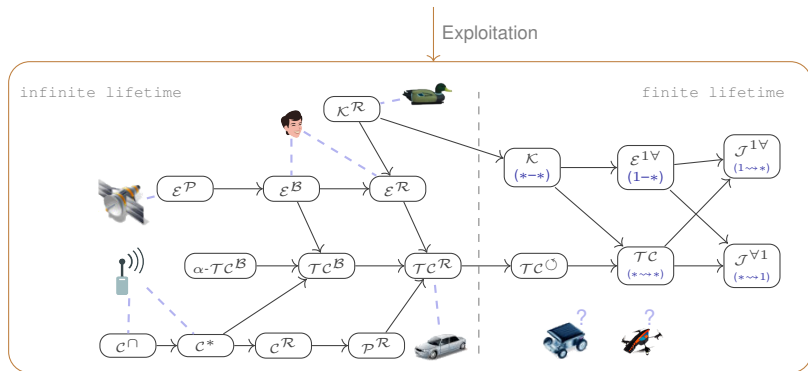 Exploitation
infinite lifetime
finite lifetime
𝒦^ℛ
𝒦
(*−*)
ℰ^{1∀}
(1−*)
𝒥^{1∀}
(1⇝*)
ℰ^𝒫
ℰ^ℬ
ℰ^ℛ
α-𝒯𝒞^ℬ
𝒯𝒞^ℬ
𝒯𝒞^ℛ
𝒯𝒞^↻
𝒯𝒞
(*⇝*)
𝒥^{∀1}
(*⇝1)
𝒞^∩
𝒞^*
𝒞^ℛ
𝒫^ℛ
?
?